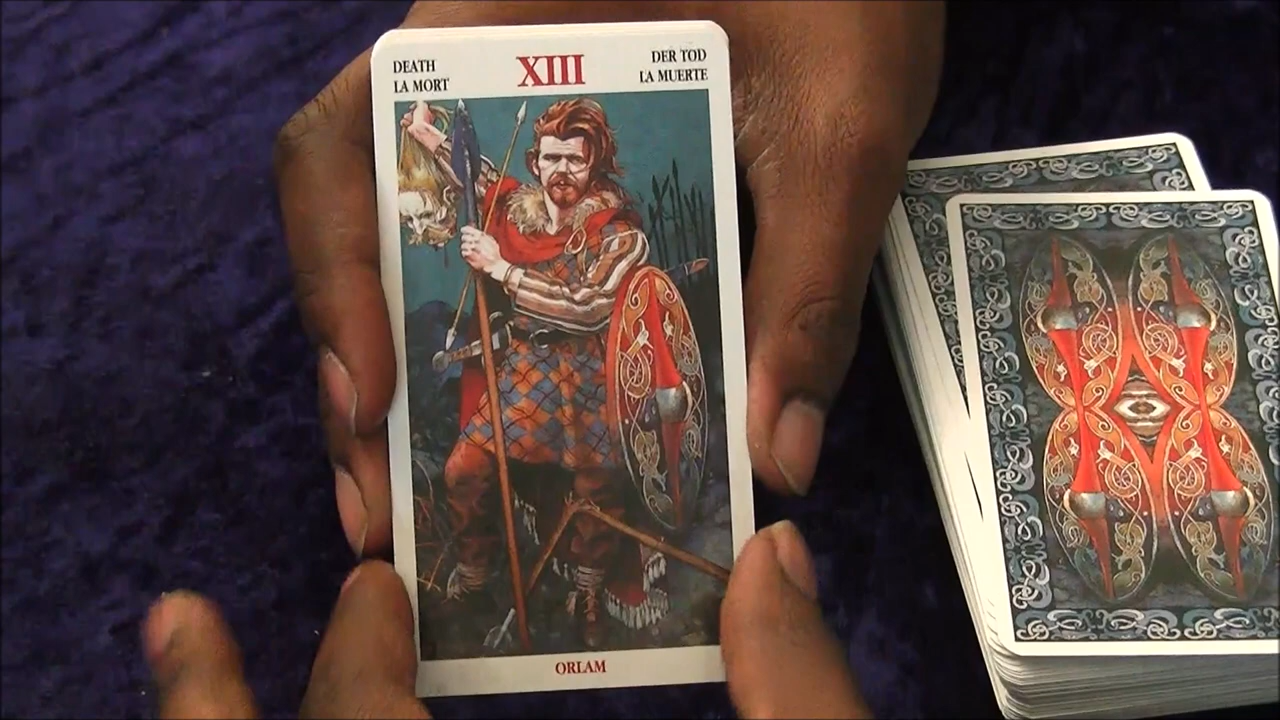 DEATH
LA MORT
XIII
DER TOD
LA MUERTE
ORLAM